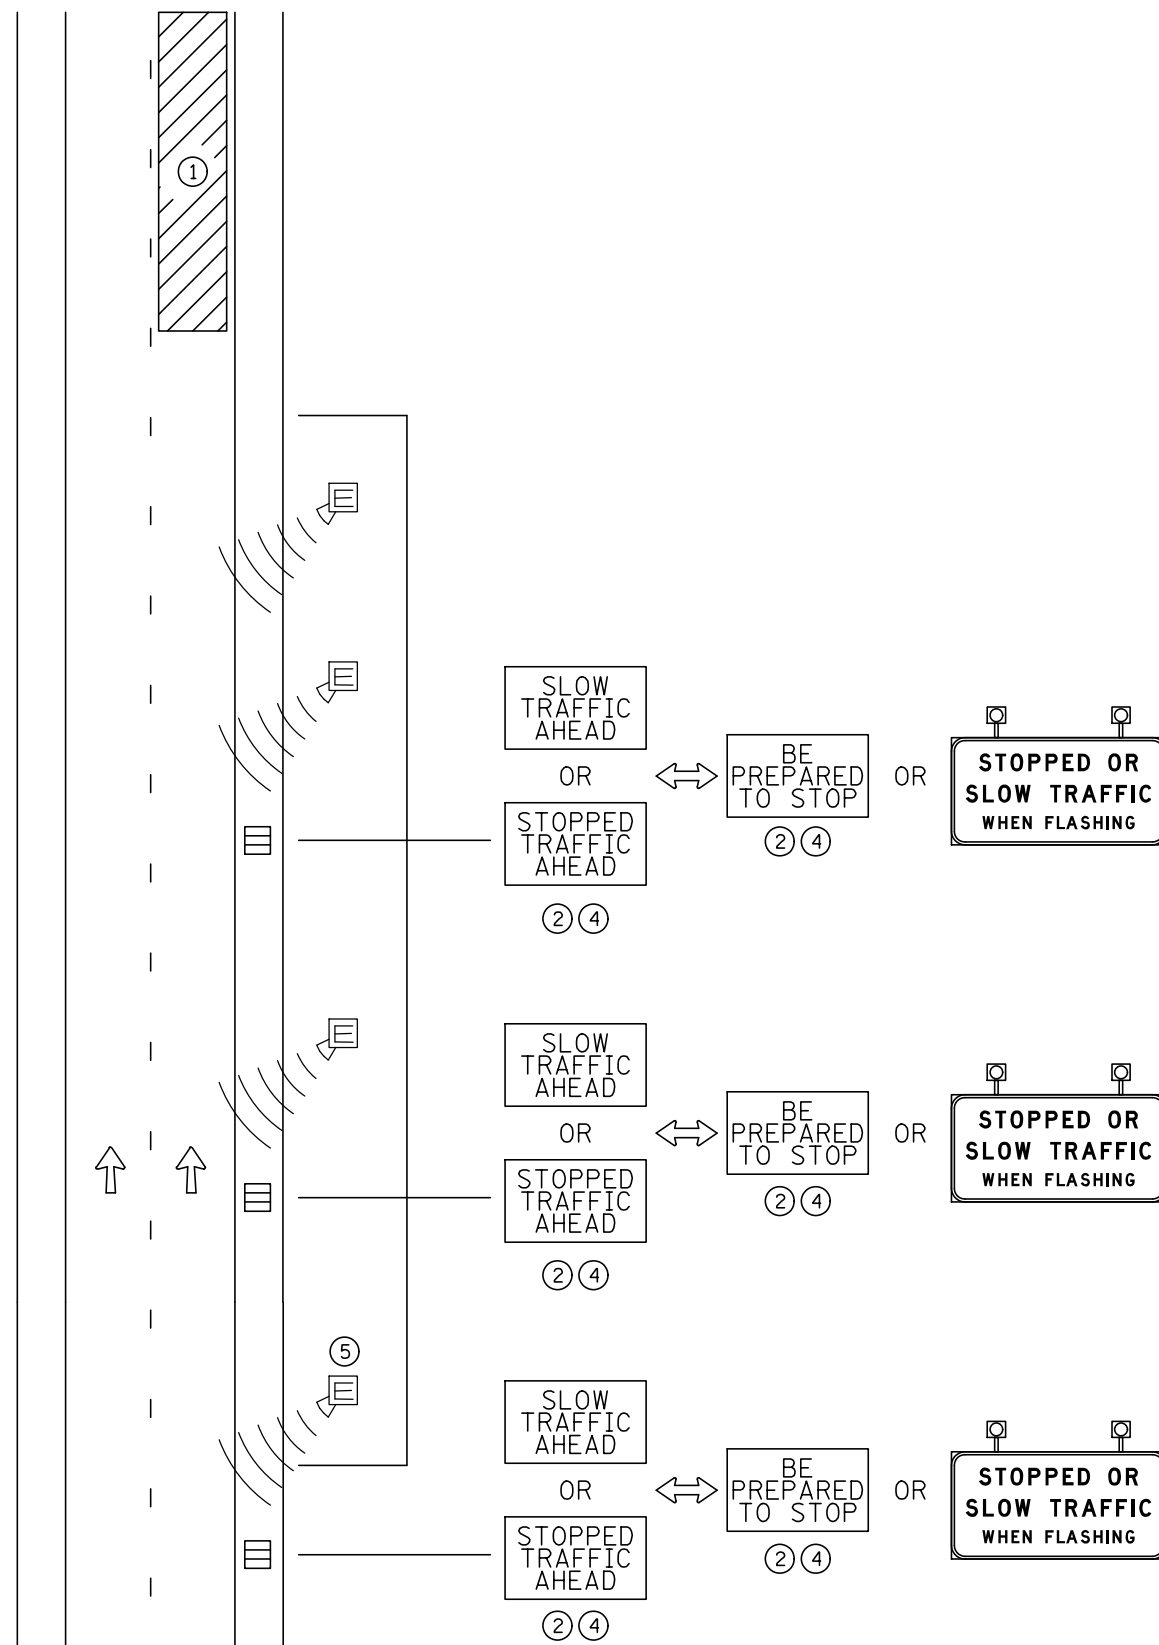 1
SLOW
TRAFFIC
AHEAD
OR
STOPPED
TRAFFIC
AHEAD
2 4
BE
PREPARED
TO STOP
2 4
OR
STOPPED OR
SLOW TRAFFIC
WHEN FLASHING
SLOW
TRAFFIC
AHEAD
OR
STOPPED
TRAFFIC
AHEAD
2 4
BE
PREPARED
TO STOP
2 4
OR
STOPPED OR
SLOW TRAFFIC
WHEN FLASHING
5
SLOW
TRAFFIC
AHEAD
OR
STOPPED
TRAFFIC
AHEAD
2 4
BE
PREPARED
TO STOP
2 4
OR
STOPPED OR
SLOW TRAFFIC
WHEN FLASHING